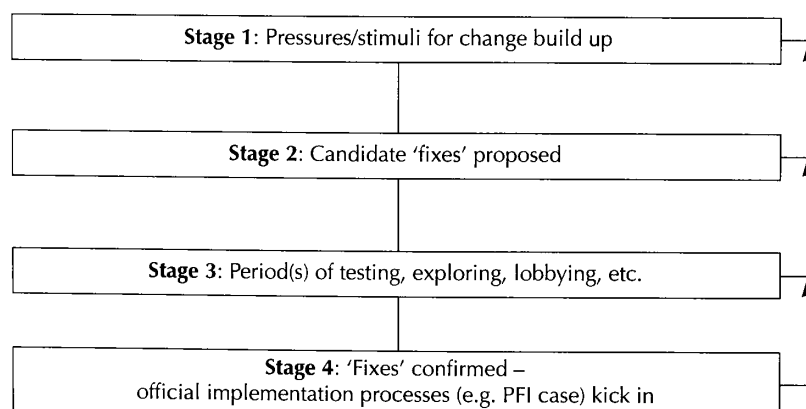 Stage 1: Pressures/stimuli for change build up
Stage 2: Candidate ‘fixes’ proposed
Stage 3: Period(s) of testing, exploring, lobbying, etc.
Stage 4: ‘Fixes’ confirmed –
official implementation processes (e.g. PFI case) kick in